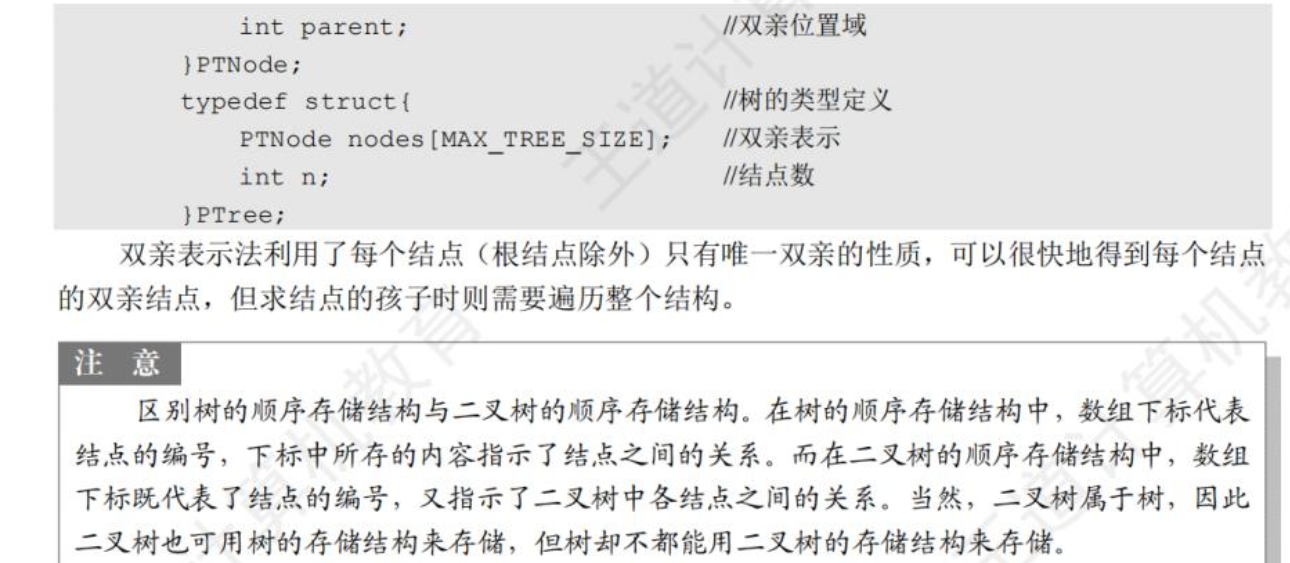 int parent; //双亲位置域
}PTNode;
typedef struct{ //树的类型定义
PTNode nodes[MAX_TREE_SIZE]; //双亲表示
int n; //结点数
}PTree;
双亲表示法利用了每个结点（根结点除外）只有唯一双亲的性质，可以很快地得到每个结点
的双亲结点，但求结点的孩子时则需要遍历整个结构。
注 意
区别树的顺序存储结构与二叉树的顺序存储结构。在树的顺序存储结构中，数组下标代表
结点的编号，下标中所存的内容指示了结点之间的关系。而在二叉树的顺序存储结构中，数组
下标既代表了结点的编号，又指示了二叉树中各结点之间的关系。当然，二叉树属于树，因此
二叉树也可用树的存储结构来存储，但树却不都能用二叉树的存储结构来存储。